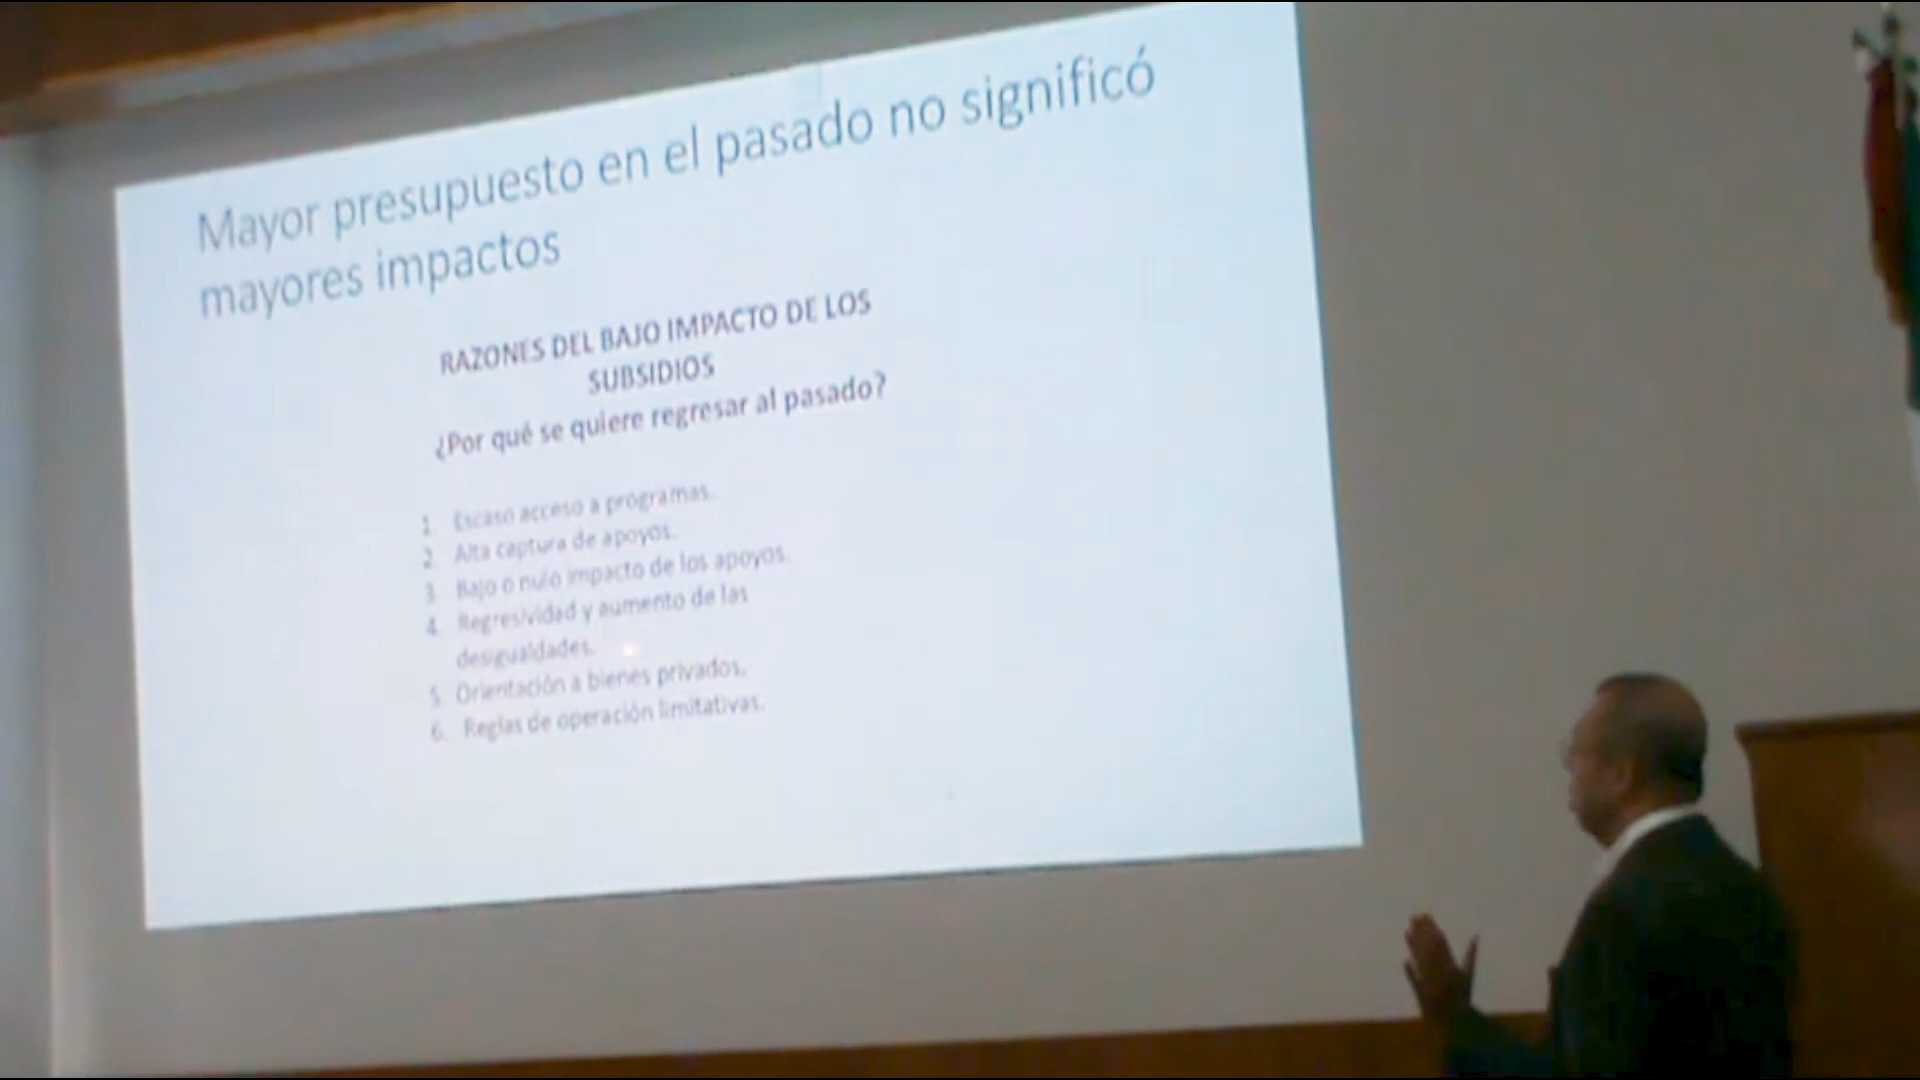 Mayor presupuesto en el pasado no significó
mayores impactos
RAZONES DEL BAJO IMPACTO DE LOS
SUBSIDIOS
¿Por qué se quiere regresar al pasado?
1. Escaso acceso a programas.
2. Alta captura de apoyos.
3. Bajo o nulo impacto de los apoyos.
4. Regresividad y aumento de las
desigualdades.
5. Orientación a bienes privados.
6. Reglas de operación limitativas.